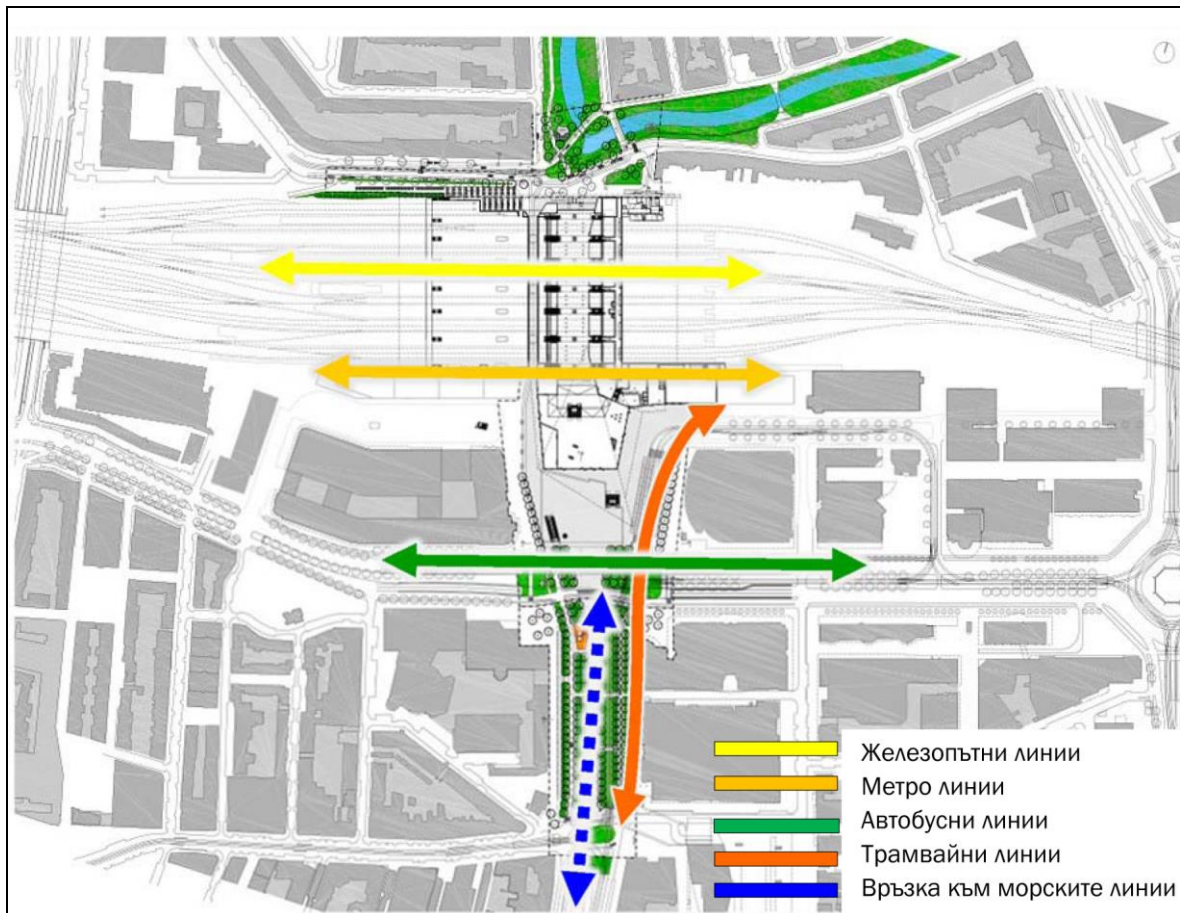 Железопътни линии
Метро линии
Автобусни линии
Трамвайни линии
Връзка към морските линии